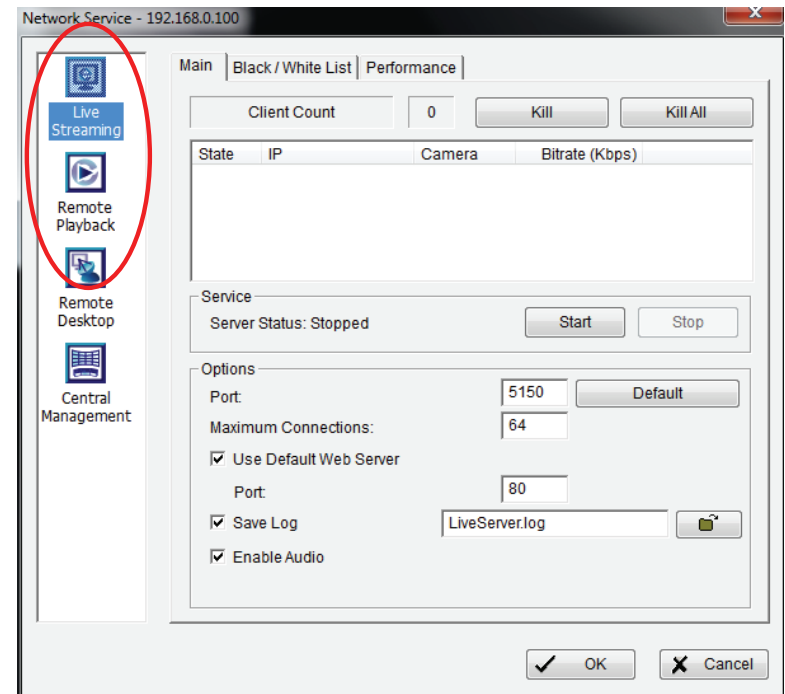 Network Service - 192.168.0.100
Live
Streaming
Remote
Playback
Remote
Desktop
Central
Management
Main Black / White List Performance
Client Count 0 Kill Kill All
State IP Camera Bitrate (Kbps)
Service
Server Status: Stopped Start Stop
Options
Port: 5150 Default
Maximum Connections: 64
Use Default Web Server
Port: 80
Save Log LiveServer.log
Enable Audio
OK Cancel